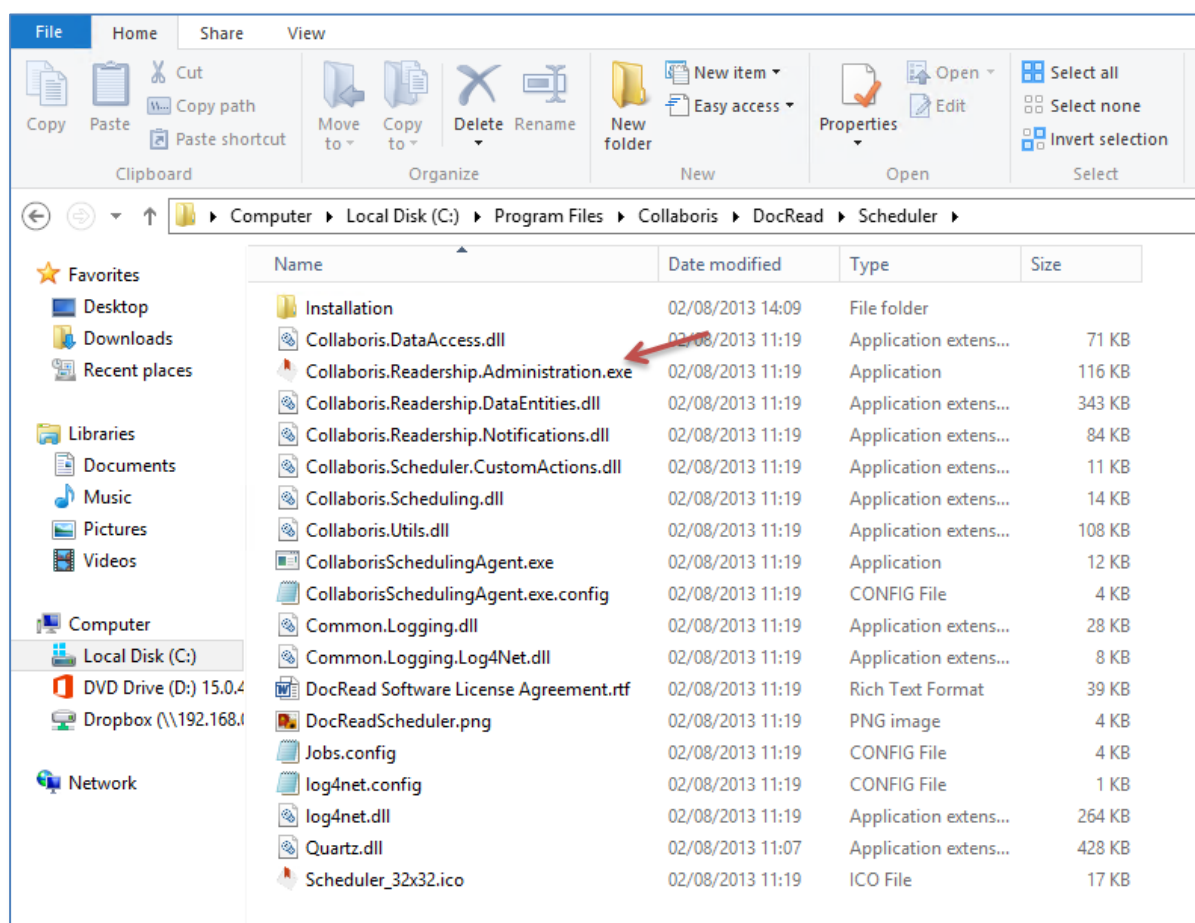 File Home Share View
Cut
Copy path
Paste shortcut
Copy Paste
Clipboard
Move to Copy to Delete Rename
Organize
New folder
New item
Easy access
New
Properties
Open
Edit
Open
Select all
Select none
Invert selection
Select
Computer Local Disk (C:) Program Files Collaboris DocRead Scheduler
Favorites
Desktop
Downloads
Recent places
Libraries
Documents
Music
Pictures
Videos
Computer
Local Disk (C:)
DVD Drive (D:) 15.0.4
Dropbox (\\192.168.(
Network
Name Date modified Type Size
Installation 02/08/2013 14:09 File folder
Collaboris.DataAccess.dll 02/08/2013 11:19 Application extens... 71 KB
Collaboris.Readership.Administration.exe 02/08/2013 11:19 Application 116 KB
Collaboris.Readership.DataEntities.dll 02/08/2013 11:19 Application extens... 343 KB
Collaboris.Readership.Notifications.dll 02/08/2013 11:19 Application extens... 84 KB
Collaboris.Scheduler.CustomActions.dll 02/08/2013 11:19 Application extens... 11 KB
Collaboris.Scheduling.dll 02/08/2013 11:19 Application extens... 14 KB
Collaboris.Utils.dll 02/08/2013 11:19 Application extens... 108 KB
CollaborisSchedulingAgent.exe 02/08/2013 11:19 Application 12 KB
CollaborisSchedulingAgent.exe.config 02/08/2013 11:19 CONFIG File 4 KB
Common.Logging.dll 02/08/2013 11:19 Application extens... 28 KB
Common.Logging.Log4Net.dll 02/08/2013 11:19 Application extens... 8 KB
DocRead Software License Agreement.rtf 02/08/2013 11:19 Rich Text Format 39 KB
DocReadScheduler.png 02/08/2013 11:19 PNG image 4 KB
Jobs.config 02/08/2013 11:19 CONFIG File 4 KB
log4net.config 02/08/2013 11:19 CONFIG File 1 KB
log4net.dll 02/08/2013 11:19 Application extens... 264 KB
Quartz.dll 02/08/2013 11:07 Application extens... 428 KB
Scheduler_32x32.ico 02/08/2013 11:19 ICO File 17 KB